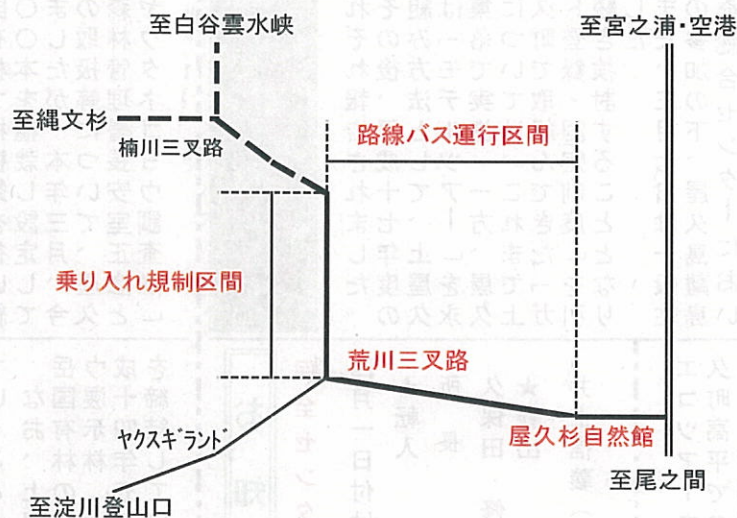 至白谷雲水峡
至宮之浦・空港
至縄文杉
楠川三叉路
路線バス運行区間
乗り入れ規制区間
荒川三叉路
ヤクスギランド
屋久杉自然館
至尾之間
至淀川登山口